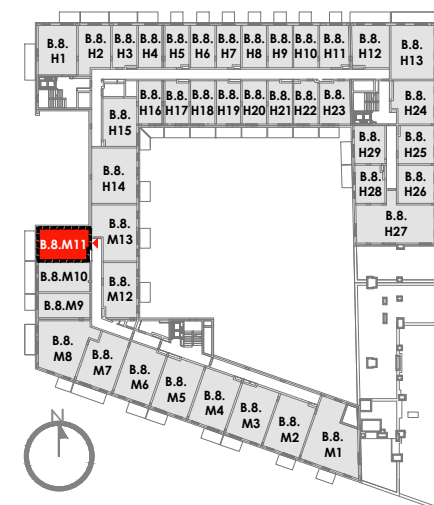 B.8.
H1
B.8.
H2
B.8.
H3
B.8.
H4
B.8.
H5
B.8.
H6
B.8.
H7
B.8.
H8
B.8.
H9
B.8.
H10
B.8.
H11
B.8.
H12
B.8.
H13
B.8.
H16
B.8.
H17
B.8.
H18
B.8.
H19
B.8.
H20
B.8.
H21
B.8.
H22
B.8.
H23
B.8.
H24
B.8.
H15
B.8.
H29
B.8.
H25
B.8.
H14
B.8.
H28
B.8.
H26
B.8.
H27
B.8.M11
B.8.
M13
B.8.M10
B.8.
M12
B.8.M9
B.8.
M8
B.8.
M7
B.8.
M6
B.8.
M5
B.8.
M4
B.8.
M3
B.8.
M2
B.8.
M1
N